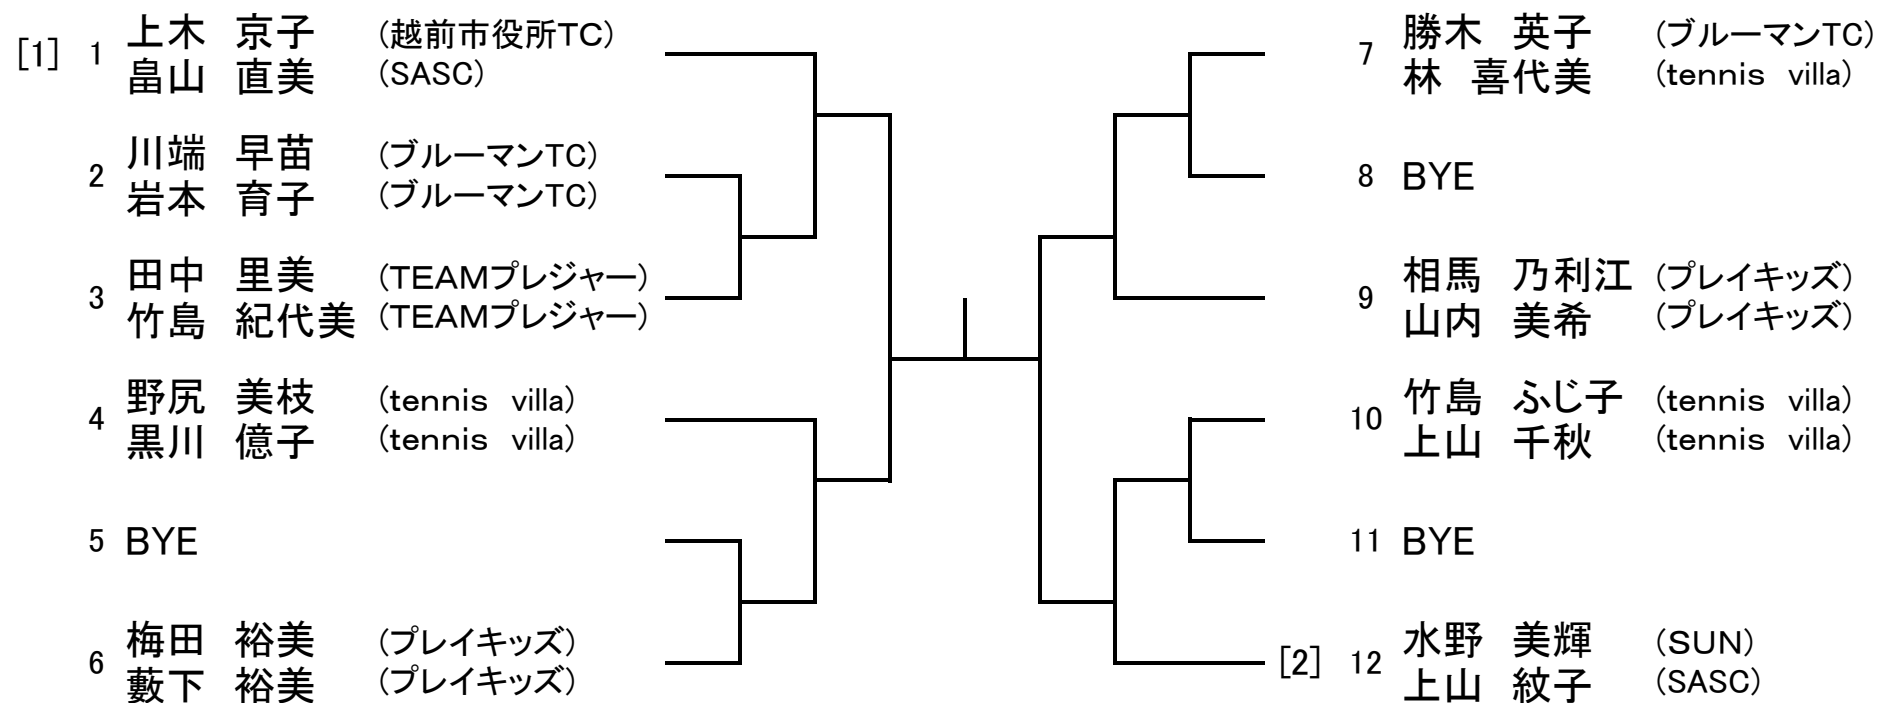 [1] 1 上木 京子 (越前市役所TC)
畠山 直美 (SASC)
2 川端 早苗 (ブルーマンTC)
岩本 育子 (ブルーマンTC)
3 田中 里美 (TEAMプレジャー)
竹島 紀代美 (TEAMプレジャー)
4 野尻 美枝 (tennis villa)
黒川 億子 (tennis villa)
5 BYE
6 梅田 裕美 (プレイキッズ)
藪下 裕美 (プレイキッズ)
7 勝木 英子 (ブルーマンTC)
林 喜代美 (tennis villa)
8 BYE
9 相馬 乃利江 (プレイキッズ)
山内 美希 (プレイキッズ)
10 竹島 ふじ子 (tennis villa)
上山 千秋 (tennis villa)
11 BYE
[2] 12 水野 美輝 (SUN)
上山 紋子 (SASC)